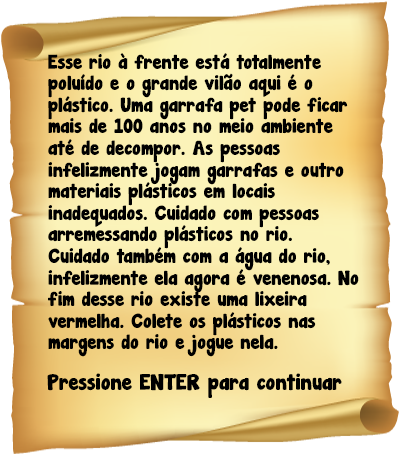 Esse rio à frente está totalmente
poluído e o grande vilão aqui é o
plástico. Uma garrafa pet pode ficar
mais de 100 anos no meio ambiente
até de decompor. As pessoas
infelizmente jogam garrafas e outro
materiais plásticos em locais
inadequados. Cuidado com pessoas
arremessando plásticos no rio.
Cuidado também com a água do rio,
infelizmente ela agora é venenosa. No
fim desse rio existe uma lixeira
vermelha. Colete os plásticos nas
margens do rio e jogue nela.
Pressione ENTER para continuar